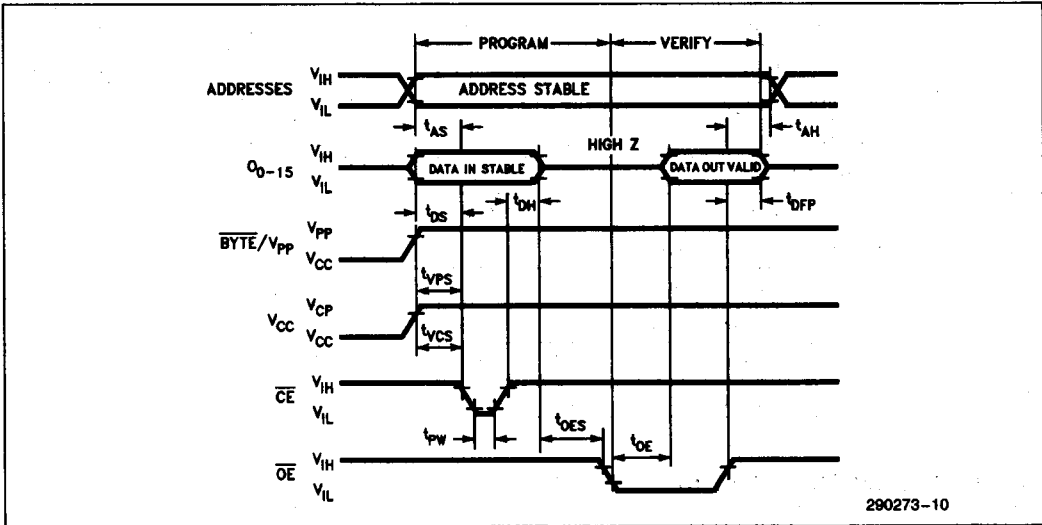 PROGRAM VERIFY
ADDRESSES VIH VIL ADDRESS STABLE
tAS tAH
HIGH Z
O0-15 VIH VIL DATA IN STABLE DATA OUT VALID
tDS tDH tDFP
BYTE/VPP VPP VCC
tVPS
VCC VCP VCC
tVCS
CE VIH VIL
tPW tOES tOE
OE VIH VIL
290273-10